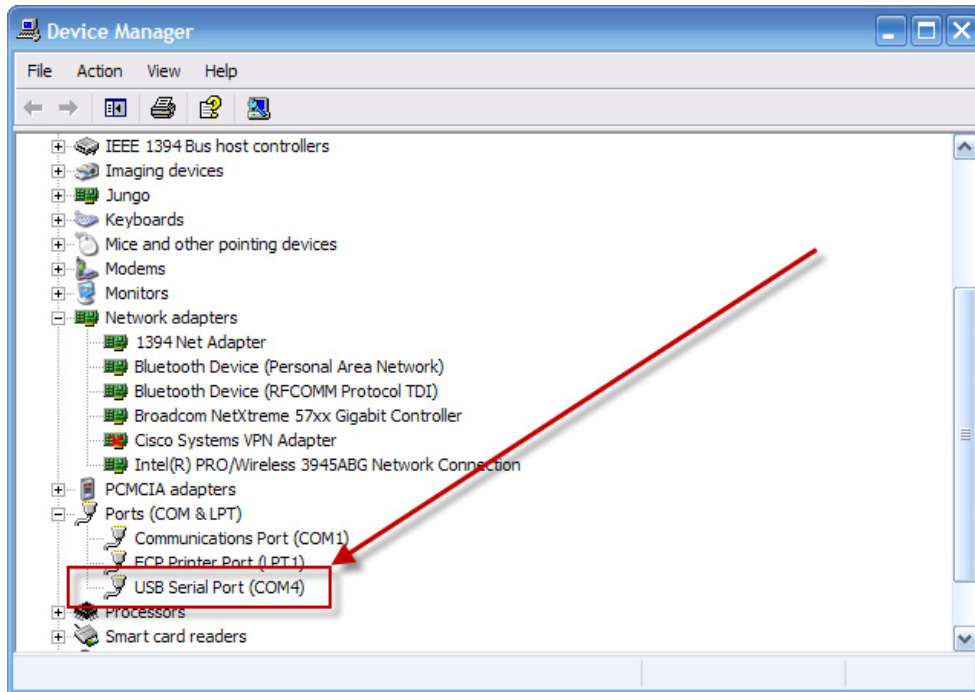 Device Manager
File Action View Help
IEEE 1394 Bus host controllers
Imaging devices
Jungo
Keyboards
Mice and other pointing devices
Modems
Monitors
Network adapters
1394 Net Adapter
Bluetooth Device (Personal Area Network)
Bluetooth Device (RFCOMM Protocol TDI)
Broadcom NetXtreme 57xx Gigabit Controller
Cisco Systems VPN Adapter
Intel(R) PRO/Wireless 3945ABG Network Connection
PCMCIA adapters
Ports (COM & LPT)
Communications Port (COM1)
ECP Printer Port (LPT1)
USB Serial Port (COM4)
Processors
Smart card readers